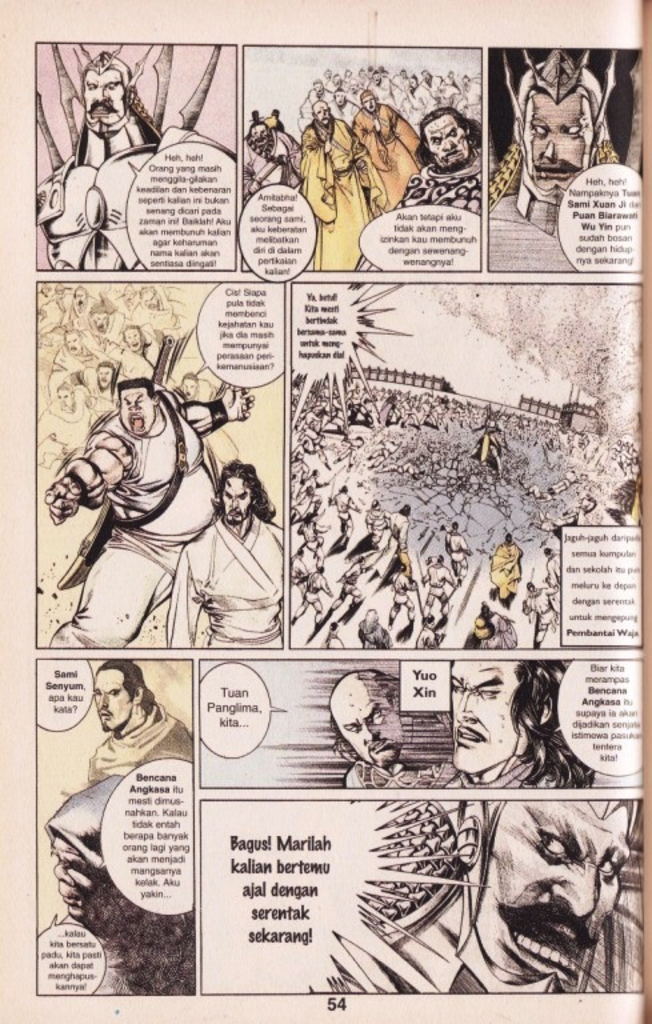 Heh, heh!
Orang yang masih
menggila-gilakan
keadilan dan kebenaran
seperti kalian ini bukan
senang dicari pada
zaman ini! Baiklah! Aku
akan membunuh kalian
agar keharuman
nama kalian akan
sentiasa diingati!
Amitabha!
Sebagai
seorang sami,
aku keberatan
melibatkan
diri di dalam
pertikaian
kalian!
Akan tetapi aku
tidak akan meng-
izinkan kau membunuh
dengan sewenang-
wenangnya!
Heh, heh!
Nampaknya Tuan
Sami Xuan Ji dan
Puan Biarawati
Wu Yin pun
sudah bosan
dengan hidup-
nya sekarang!
Cis! Siapa
pula tidak
membenci
kejahatan kau
jika dia masih
mempunyai
perasaan peri-
kemanusiaan?
Ya, betul!
Kita mesti
bertindak
bersama-sama
untuk meng-
hapuskan dia!
Jaguh-jaguh daripada
semua kumpulan
dan sekolah itu pun
meluru ke depan
dengan serentak
untuk mengepung
Pembantai Waja
Sami
Senyum,
apa kau
kata?
Bencana
Angkasa itu
mesti dimus-
nahkan. Kalau
tidak entah
berapa banyak
orang lagi yang
akan menjadi
mangsanya
kelak. Aku
yakin...
...kalau
kita bersatu
padu, kita pasti
akan dapat
menghapus-
kannya!
Tuan
Panglima,
kita...
Yuo
Xin
Biar kita
merampas
Bencana
Angkasa itu
supaya ia akan
dijadikan senjata
istimewa pasukan
tentera
kita!
Bagus! Marilah
kalian bertemu
ajal dengan
serentak
sekarang!
54